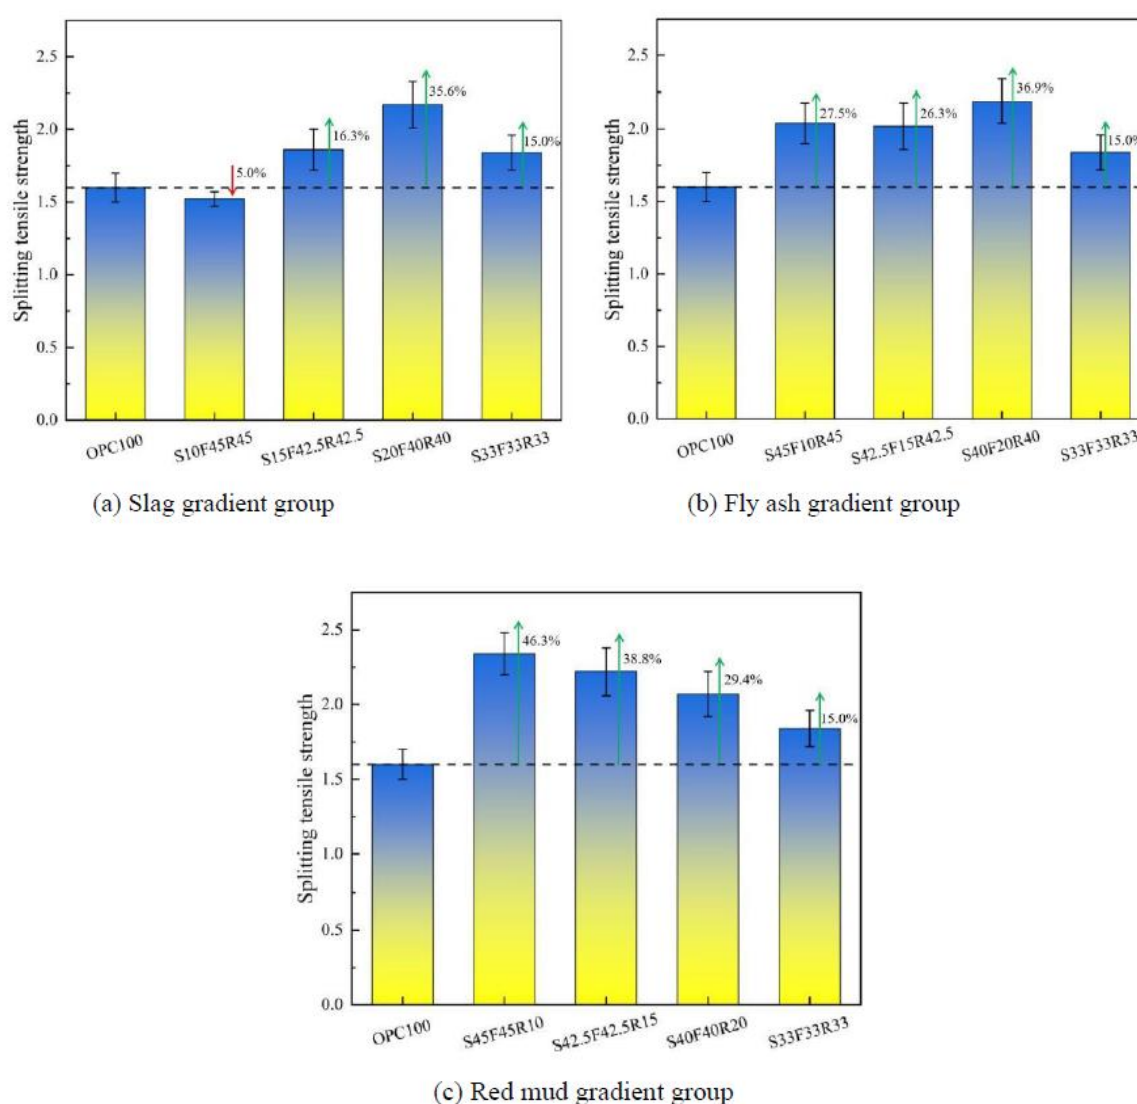 Splitting tensile strength
2.5
2.0
1.5
1.0
0.5
0.0
5.0%
16.3%
35.6%
15.0%
OPC100
S10F45R45
S15F42.5R42.5
S20F40R40
S33F33R33
(a) Slag gradient group
Splitting tensile strength
2.5
2.0
1.5
1.0
0.5
0.0
27.5%
26.3%
36.9%
15.0%
OPC100
S45F10R45
S42.5F15R42.5
S40F20R40
S33F33R33
(b) Fly ash gradient group
Splitting tensile strength
2.5
2.0
1.5
1.0
0.5
0.0
46.3%
38.8%
29.4%
15.0%
OPC100
S45F45R10
S42.5F42.5R15
S40F40R20
S33F33R33
(c) Red mud gradient group